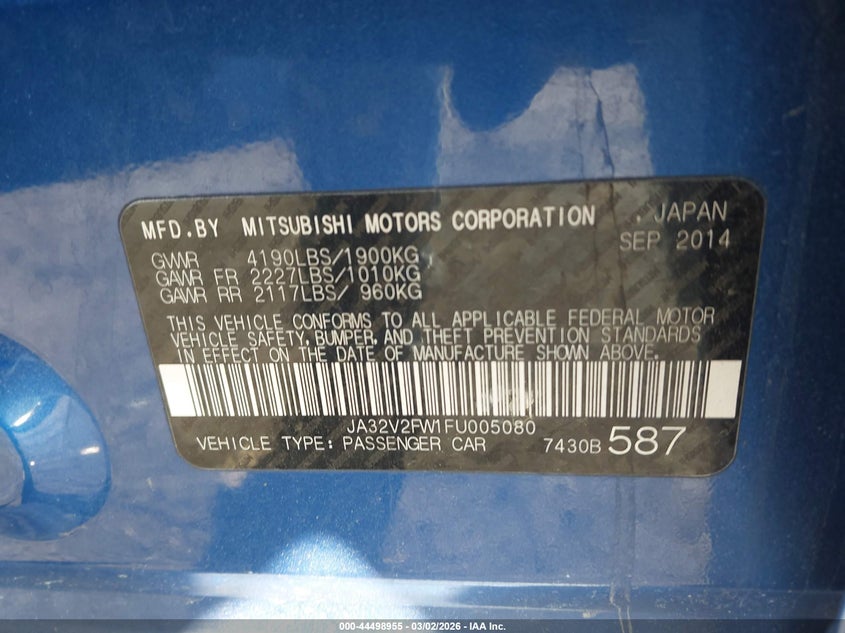 MFD.BY MITSUBISHI MOTORS CORPORATION . JAPAN
SEP 2014
GVWR 4190LBS/1900KG
GAWR FR 2227LBS/1010KG
GAWR RR 2117LBS/ 960KG
THIS VEHICLE CONFORMS TO ALL APPLICABLE FEDERAL MOTOR
VEHICLE SAFETY, BUMPER, AND THEFT PREVENTION STANDARDS
IN EFFECT ON THE DATE OF MANUFACTURE SHOWN ABOVE.
JA32V2FW1FU005080
VEHICLE TYPE: PASSENGER CAR 7430B 587
000-44498955 - 03/02/2026 - IAA Inc.